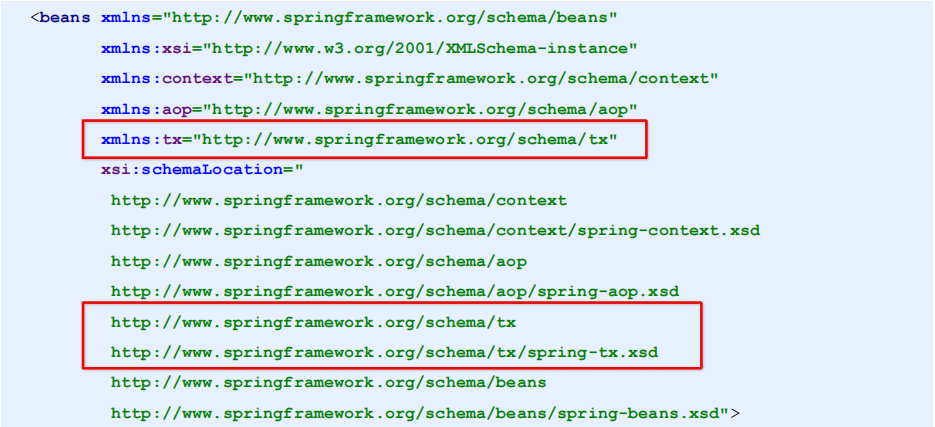 <beans xmlns="http://www.springframework.org/schema/beans"
xmlns:xsi="http://www.w3.org/2001/XMLSchema-instance"
xmlns:context="http://www.springframework.org/schema/context"
xmlns:aop="http://www.springframework.org/schema/aop"
xmlns:tx="http://www.springframework.org/schema/tx"
xsi:schemaLocation="
http://www.springframework.org/schema/context
http://www.springframework.org/schema/context/spring-context.xsd
http://www.springframework.org/schema/aop
http://www.springframework.org/schema/aop/spring-aop.xsd
http://www.springframework.org/schema/tx
http://www.springframework.org/schema/tx/spring-tx.xsd
http://www.springframework.org/schema/beans
http://www.springframework.org/schema/beans/spring-beans.xsd">